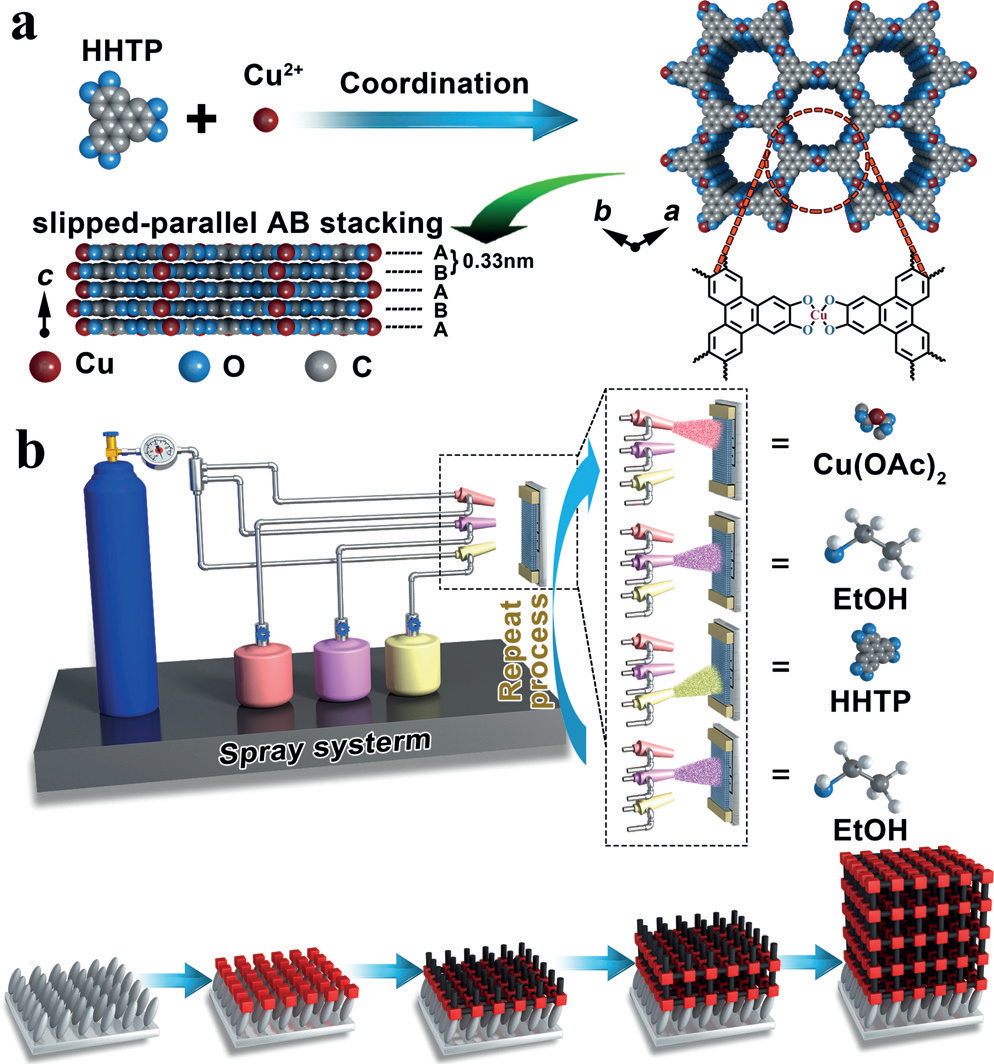 a
HHTP
+
Cu²⁺
Coordination
slipped-parallel AB stacking
A
B
A
B
A
0.33nm
c
b
a
Cu
O
C
O
O
Cu
O
O
b
Spray systerm
Repeat
process
=
Cu(OAc)₂
=
EtOH
=
HHTP
=
EtOH